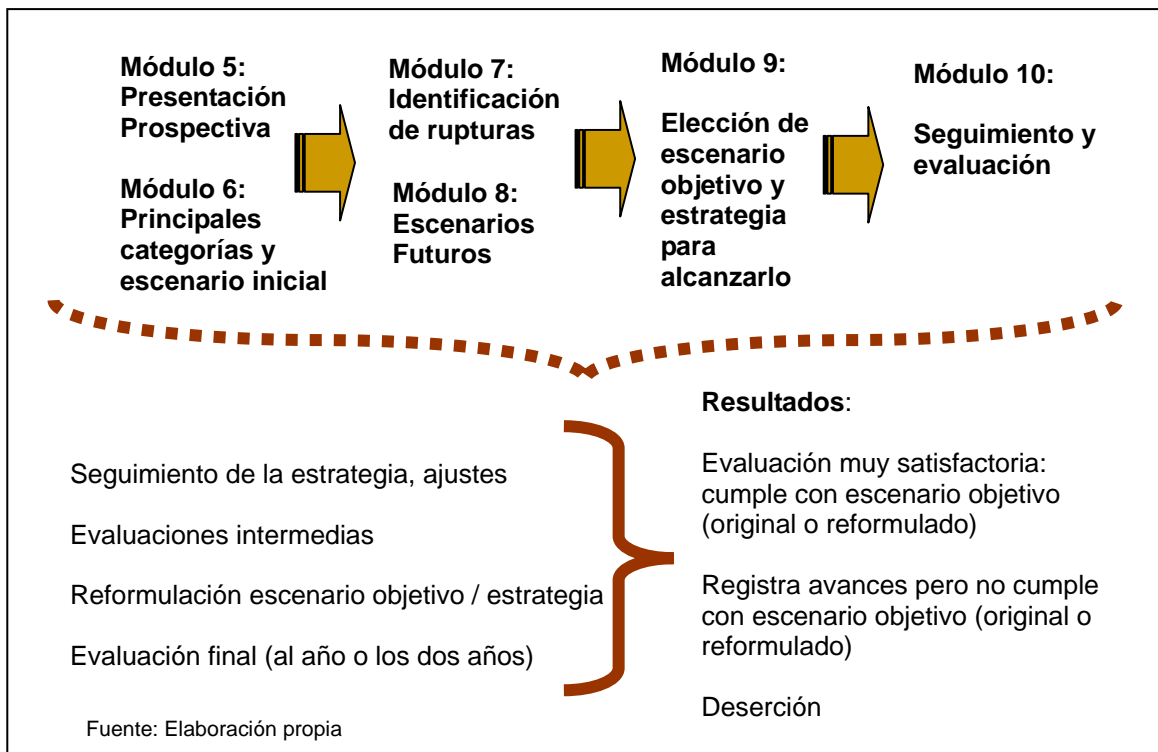 Módulo 5:
Presentación
Prospectiva
Módulo 6:
Principales
categorías y
escenario inicial
Módulo 7:
Identificación
de rupturas
Módulo 8:
Escenarios
Futuros
Módulo 9:
Elección de
escenario
objetivo y
estrategia
para
alcanzarlo
Módulo 10:
Seguimiento y
evaluación
Seguimiento de la estrategia, ajustes
Evaluaciones intermedias
Reformulación escenario objetivo / estrategia
Evaluación final (al año o los dos años)
Resultados:
Evaluación muy satisfactoria:
cumple con escenario objetivo
(original o reformulado)
Registra avances pero no cumple
con escenario objetivo (original o
reformulado)
Deserción
Fuente: Elaboración propia